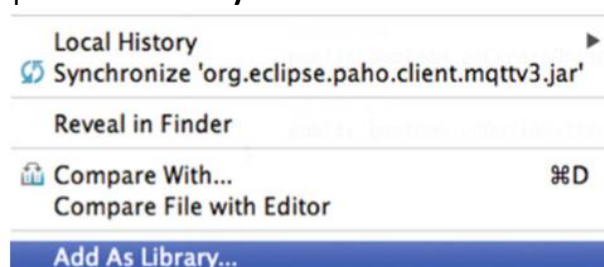 Local History
Synchronize 'org.eclipse.paho.client.mqttv3.jar'
Reveal in Finder
Compare With... ⌘D
Compare File with Editor
Add As Library...